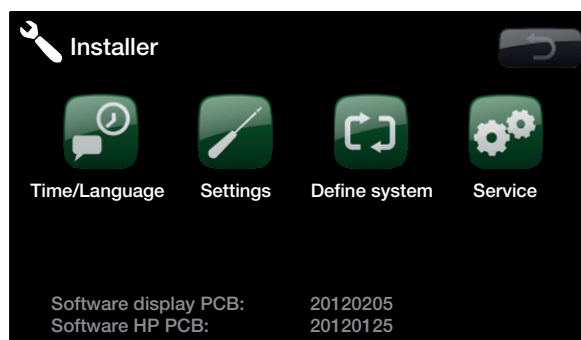 Installer
Time/Language Settings Define system Service
Software display PCB: 20120205
Software HP PCB: 20120125